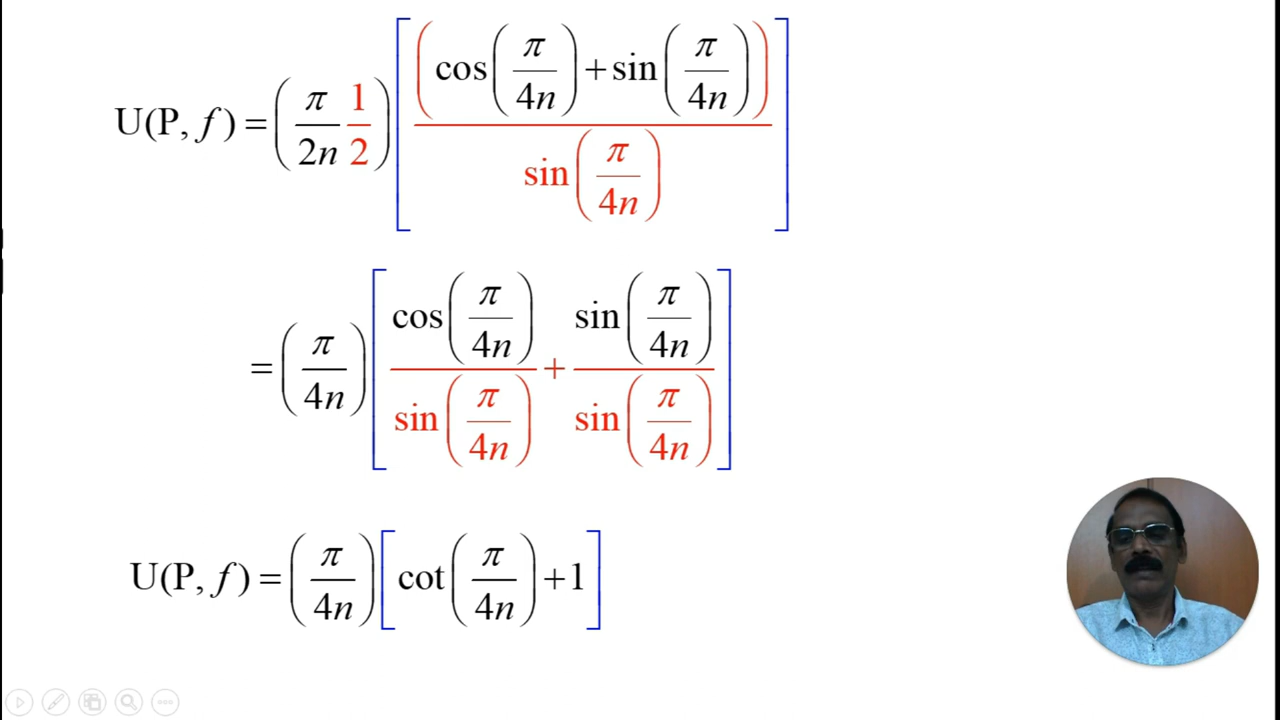 U(P, f) = (π/2n 1/2) [ (cos(π/4n) + sin(π/4n)) / sin(π/4n) ]
= (π/4n) [ cos(π/4n) / sin(π/4n) + sin(π/4n) / sin(π/4n) ]
U(P, f) = (π/4n) [ cot(π/4n) + 1 ]